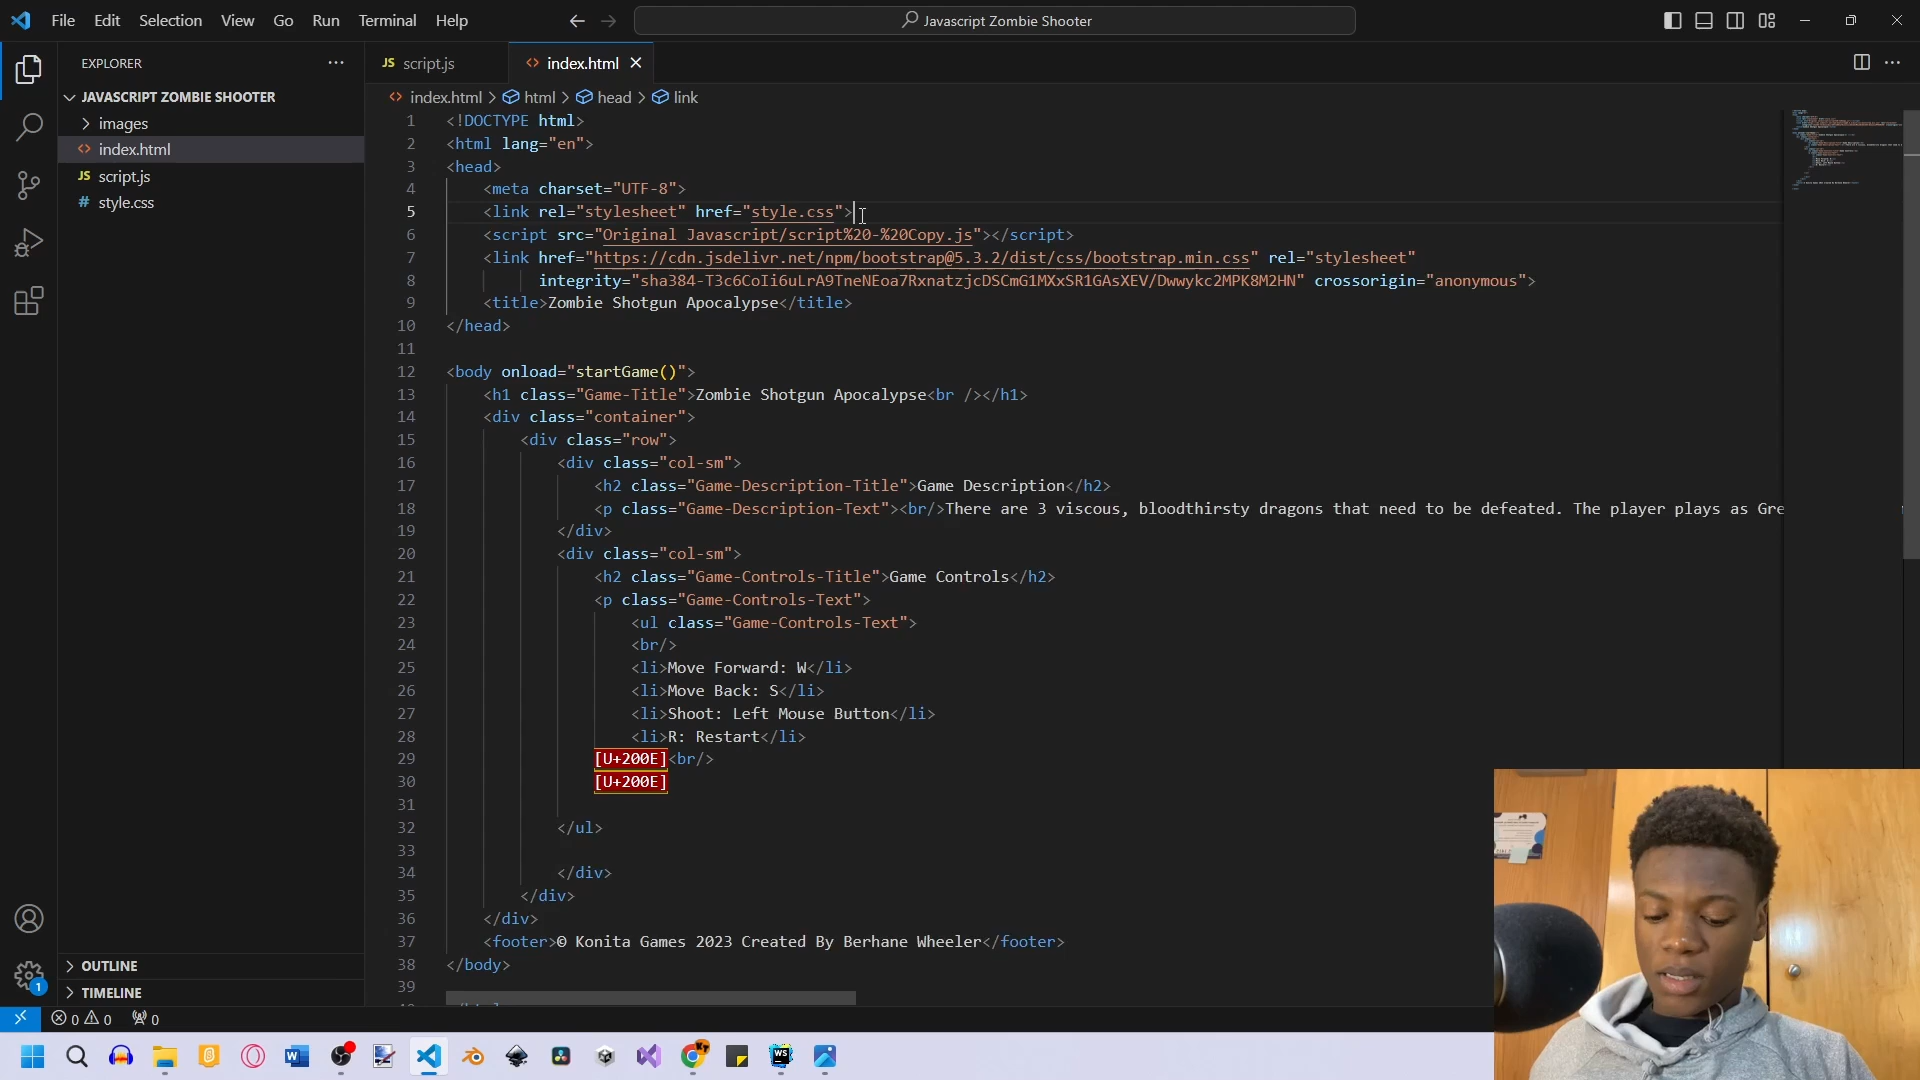 File Edit Selection View Go Run Terminal Help
Javascript Zombie Shooter
EXPLORER
JAVASCRIPT ZOMBIE SHOOTER
images
index.html
JS script.js
# style.css
OUTLINE
TIMELINE
JS script.js
<> index.html
<> index.html > html > head > link
1 <!DOCTYPE html>
2 <html lang="en">
3 <head>
4 <meta charset="UTF-8">
5 <link rel="stylesheet" href="style.css">
6 <script src="Original Javascript/script%20-%20Copy.js"></script>
7 <link href="https://cdn.jsdelivr.net/npm/bootstrap@5.3.2/dist/css/bootstrap.min.css" rel="stylesheet"
8 integrity="sha384-T3c6CoIi6uLrA9TneNEoa7RxnatzjcDSCmG1MXxSR1GAsXEV/Dwwykc2MPK8M2HN" crossorigin="anonymous">
9 <title>Zombie Shotgun Apocalypse</title>
10 </head>
11
12 <body onload="startGame()">
13 <h1 class="Game-Title">Zombie Shotgun Apocalypse<br /></h1>
14 <div class="container">
15 <div class="row">
16 <div class="col-sm">
17 <h2 class="Game-Description-Title">Game Description</h2>
18 <p class="Game-Description-Text"><br/>There are 3 viscous, bloodthirsty dragons that need to be defeated. The player plays as Gre
19 </div>
20 <div class="col-sm">
21 <h2 class="Game-Controls-Title">Game Controls</h2>
22 <p class="Game-Controls-Text">
23 <ul class="Game-Controls-Text">
24 <br/>
25 <li>Move Forward: W</li>
26 <li>Move Back: S</li>
27 <li>Shoot: Left Mouse Button</li>
28 <li>R: Restart</li>
29 [U+200E]<br/>
30 [U+200E]
31
32 </ul>
33
34 </div>
35 </div>
36 </div>
37 <footer>© Konita Games 2023 Created By Berhane Wheeler</footer>
38 </body>
39
1
0 0 0
WS